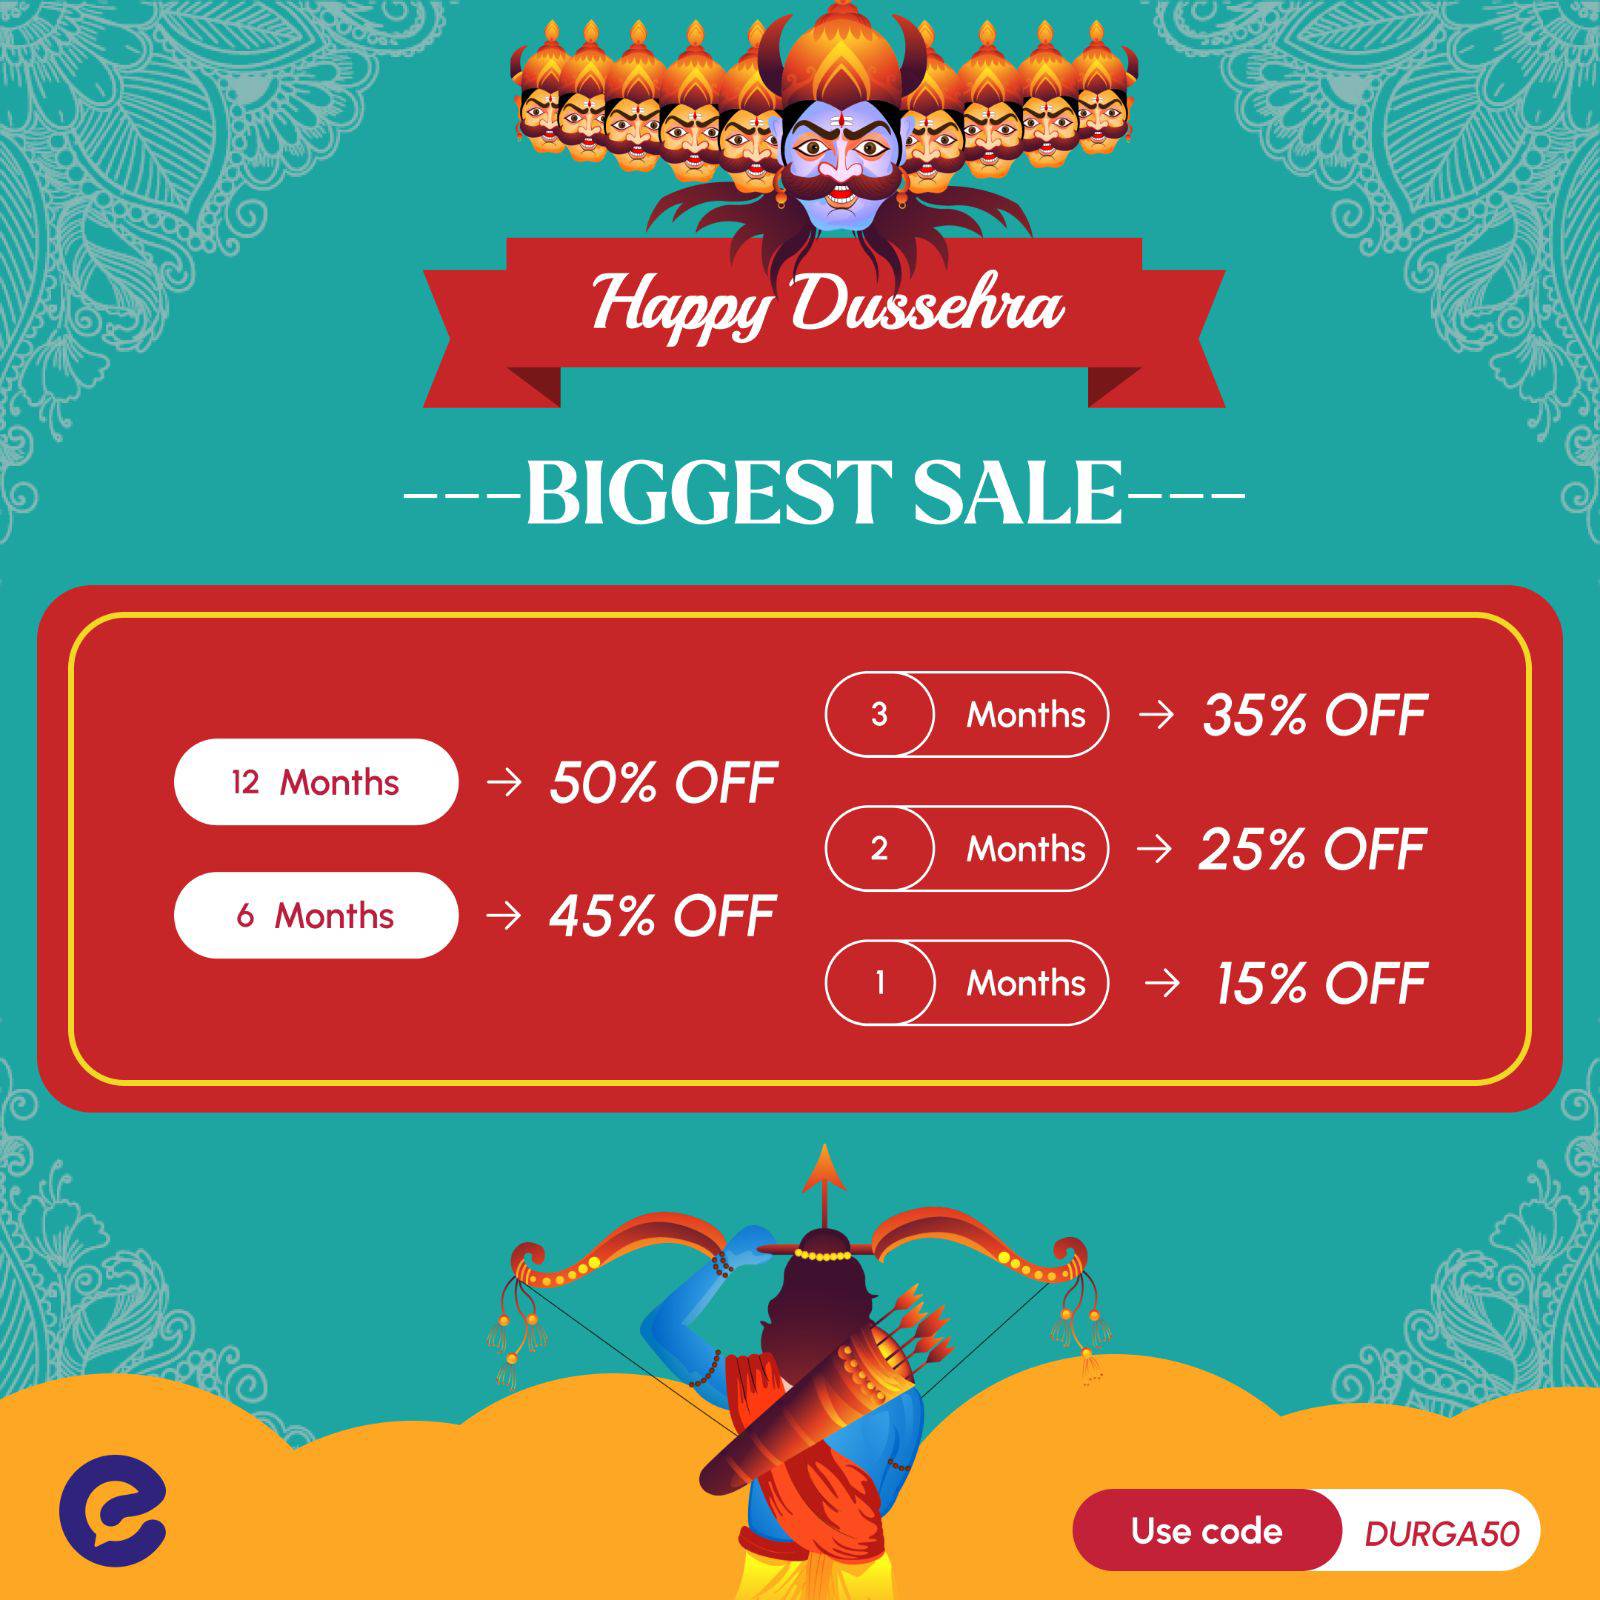 Happy Dussehra
---BIGGEST SALE---
12 Months → 50% OFF
6 Months → 45% OFF
3 Months → 35% OFF
2 Months → 25% OFF
1 Months → 15% OFF
Use code DURGA50